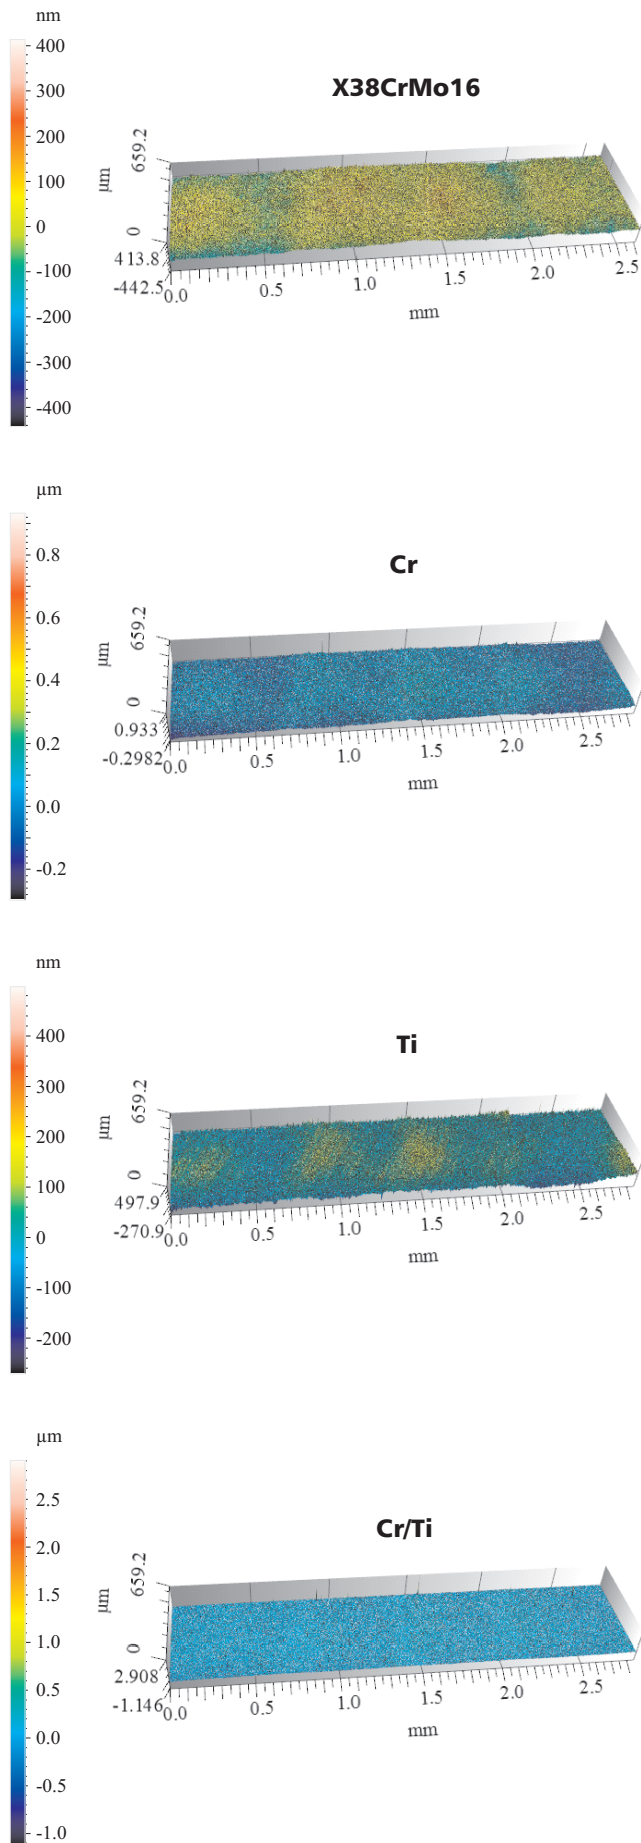 nm
400
300
200
100
0
-100
-200
-300
-400
X38CrMo16
659.2
µm
0
413.8
-442.5
0.0 0.5 1.0 1.5 2.0 2.5
mm
µm
0.8
0.6
0.4
0.2
0.0
-0.2
Cr
659.2
µm
0
0.933
-0.2982
0.0 0.5 1.0 1.5 2.0 2.5
mm
nm
400
300
200
100
0
-100
-200
Ti
659.2
µm
0
497.9
-270.9
0.0 0.5 1.0 1.5 2.0 2.5
mm
µm
2.5
2.0
1.5
1.0
0.5
0.0
-0.5
-1.0
Cr/Ti
659.2
µm
0
2.908
-1.146
0.0 0.5 1.0 1.5 2.0 2.5
mm